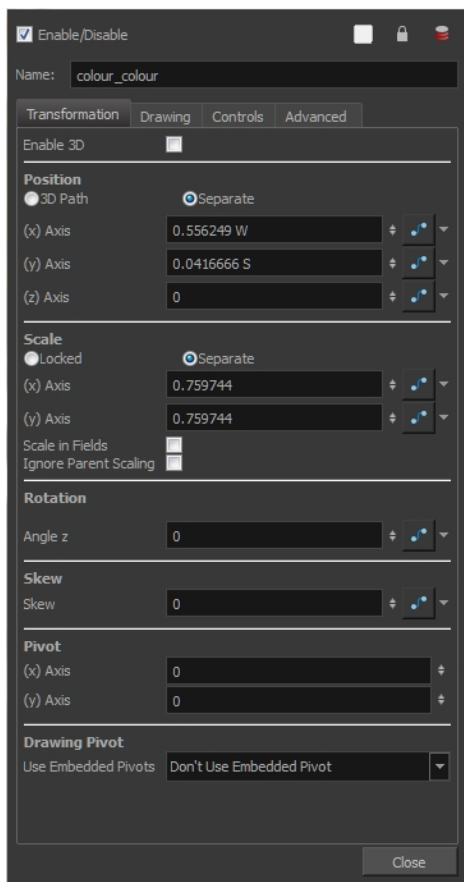 Enable/Disable
Name: colour_colour
Transformation Drawing Controls Advanced
Enable 3D
Position
3D Path Separate
(x) Axis 0.556249 W
(y) Axis 0.0416666 S
(z) Axis 0
Scale
Locked Separate
(x) Axis 0.759744
(y) Axis 0.759744
Scale in Fields
Ignore Parent Scaling
Rotation
Angle z 0
Skew
Skew 0
Pivot
(x) Axis 0
(y) Axis 0
Drawing Pivot
Use Embedded Pivots Don't Use Embedded Pivot
Close